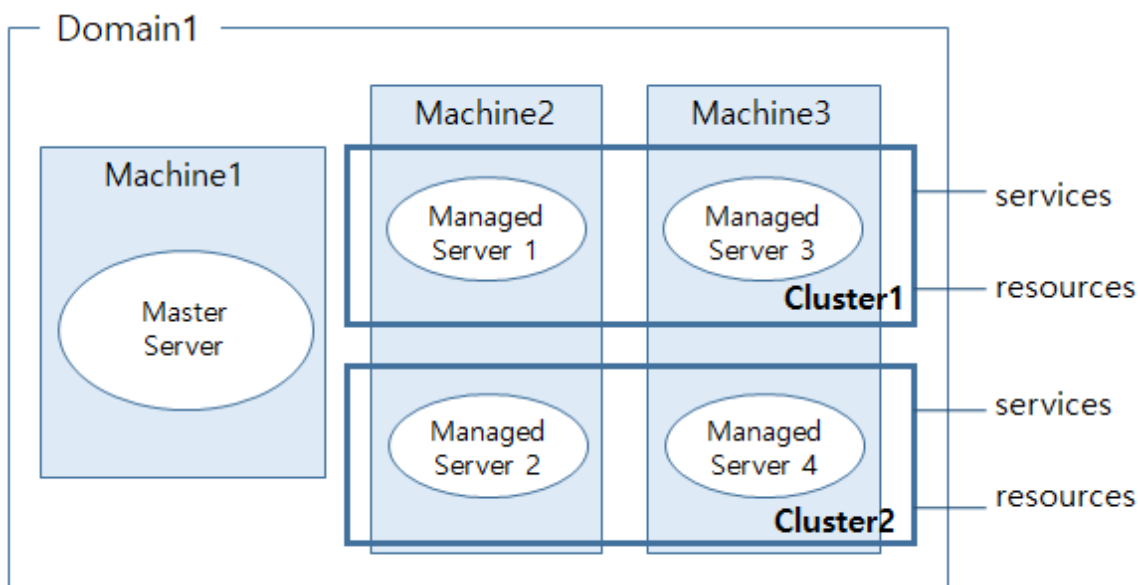 Domain1
Machine1
Master
Server
Machine2
Machine3
Managed
Server 1
Managed
Server 3
Cluster1
services
resources
Managed
Server 2
Managed
Server 4
Cluster2
services
resources